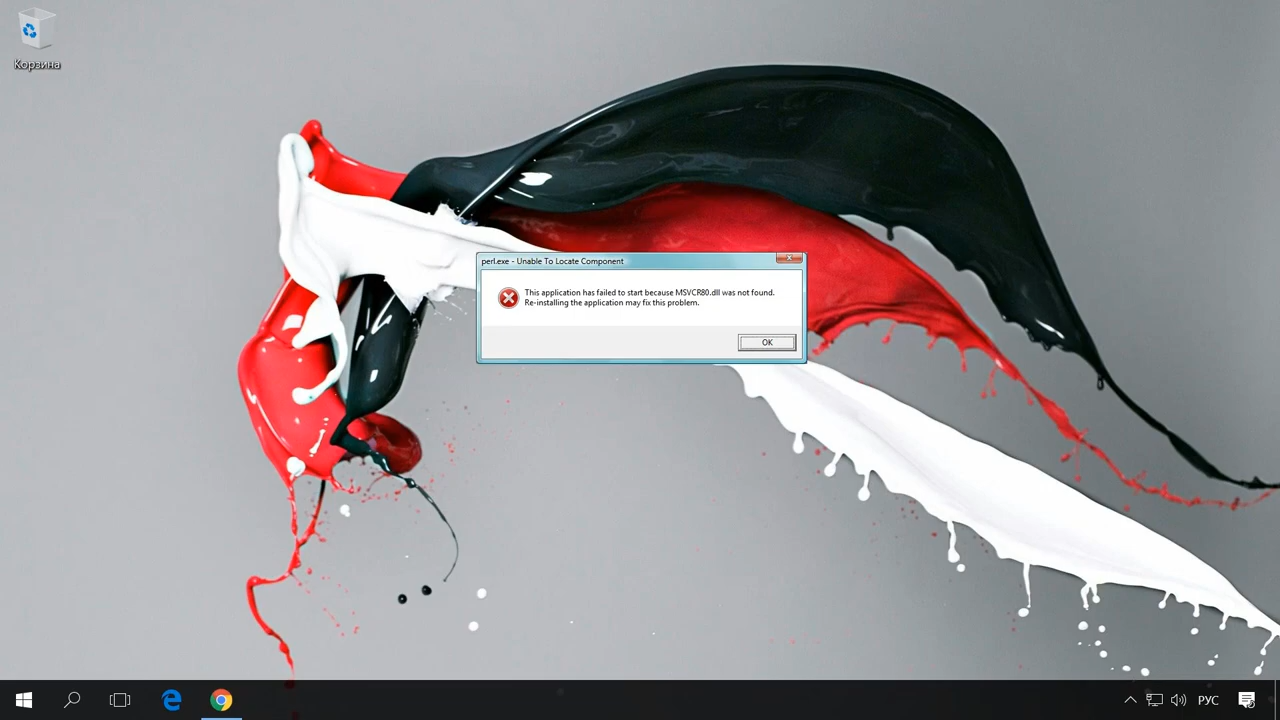 Корзина
perl.exe - Unable To Locate Component
This application has failed to start because MSVCR80.dll was not found.
Re-installing the application may fix this problem.
OK
РУС